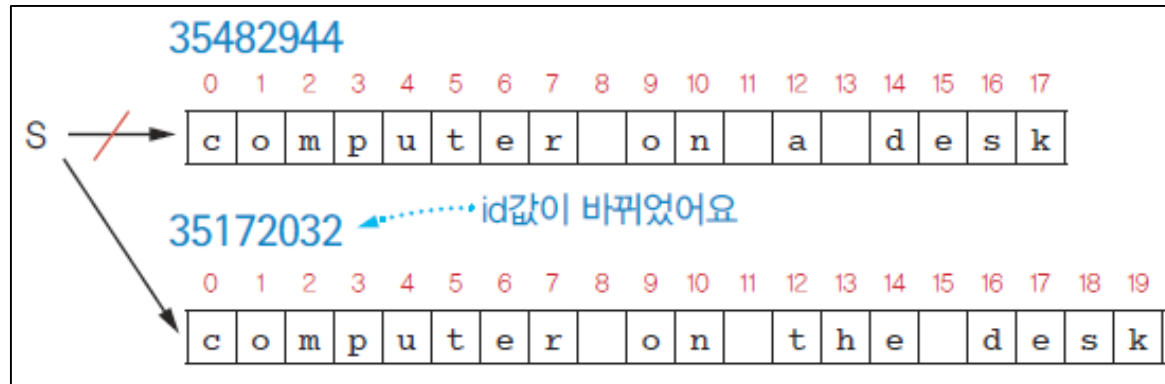 35482944
0 1 2 3 4 5 6 7 8 9 10 11 12 13 14 15 16 17
S c o m p u t e r o n a d e s k
id값이 바뀌었어요
35172032
0 1 2 3 4 5 6 7 8 9 10 11 12 13 14 15 16 17 18 19
c o m p u t e r o n t h e d e s k